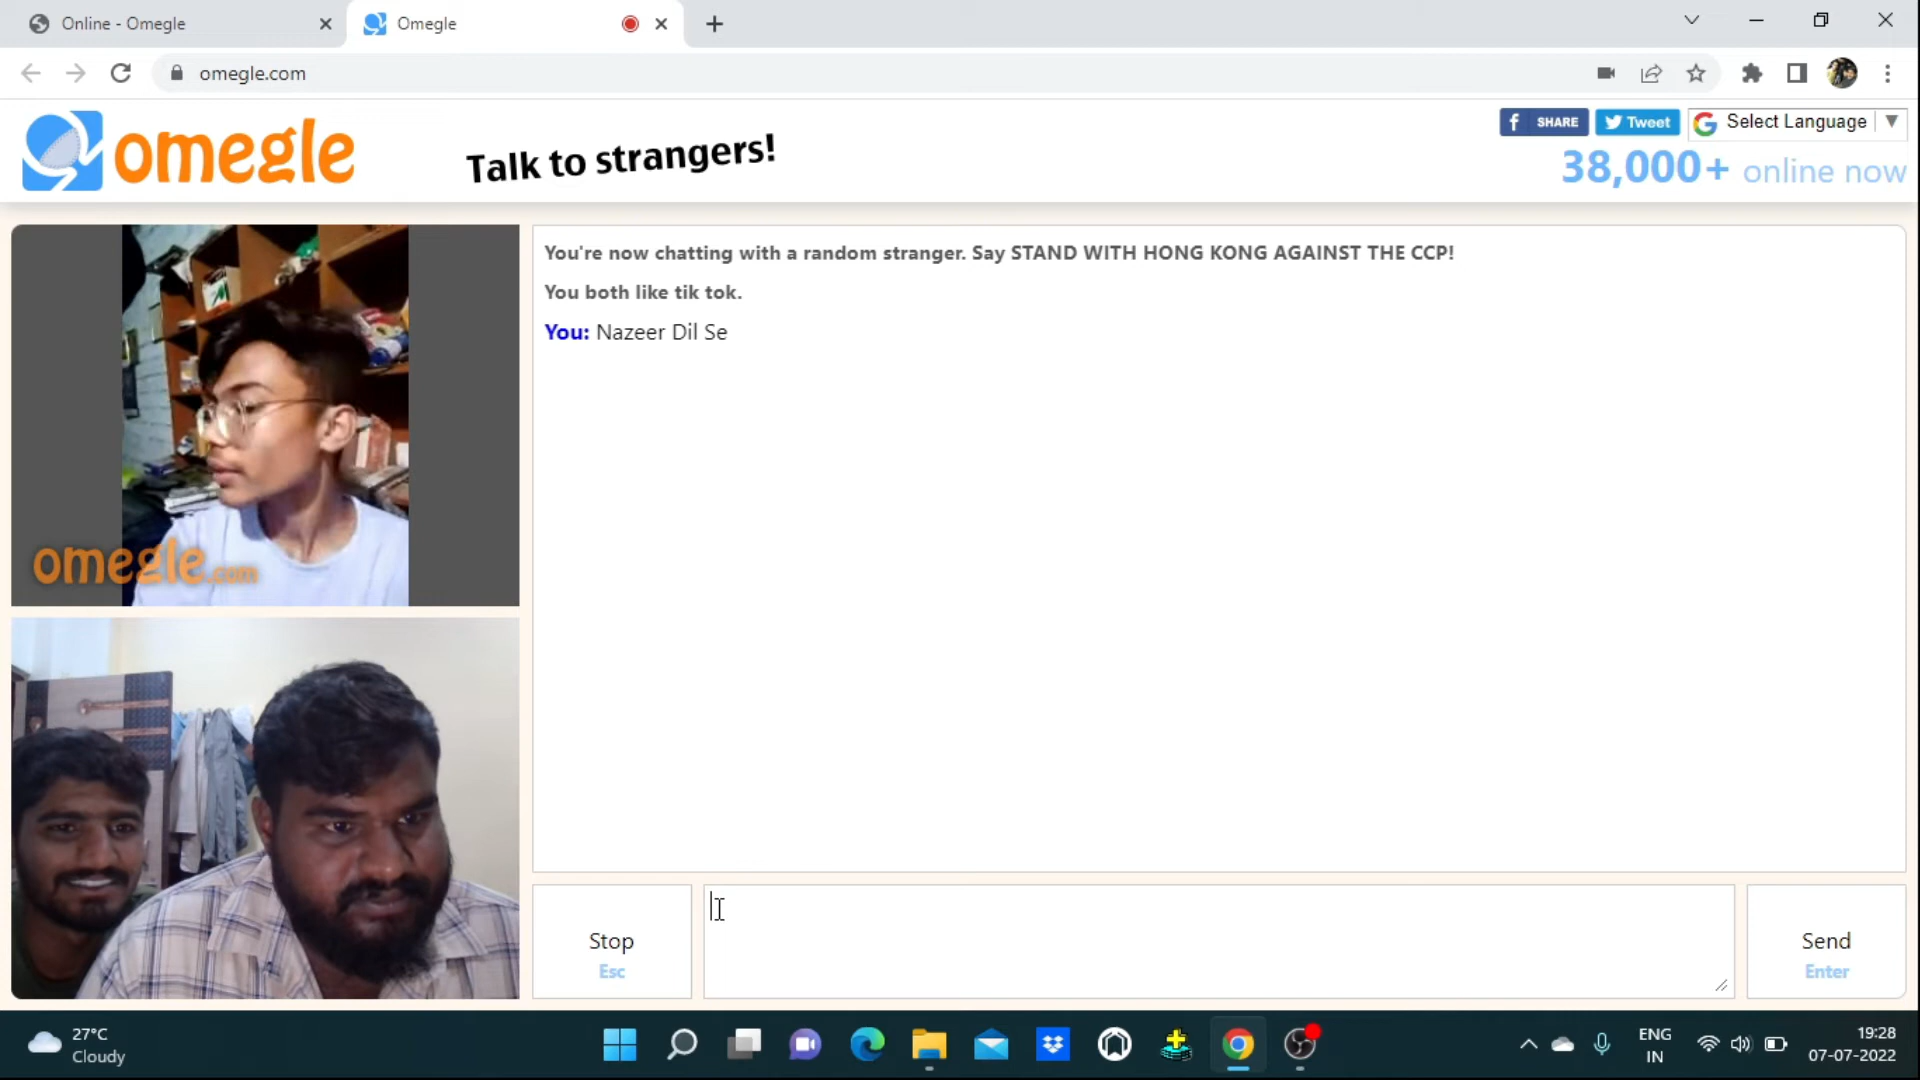 Online - Omegle
Omegle
omegle.com
omegle
Talk to strangers!
SHARE
Tweet
Select Language
38,000+ online now
You're now chatting with a random stranger. Say STAND WITH HONG KONG AGAINST THE CCP!
You both like tik tok.
You: Nazeer Dil Se
omegle.com
Stop
Esc
Send
Enter
27°C
Cloudy
ENG
IN
19:28
07-07-2022